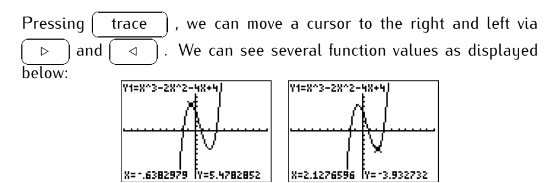 Pressing trace , we can move a cursor to the right and left via
▷ and ◁ . We can see several function values as displayed
below:
Y1=X^3-2X^2-4X+4
X=-.6382979 Y=5.4782852
Y1=X^3-2X^2-4X+4
X=2.1276596 Y=-3.932732